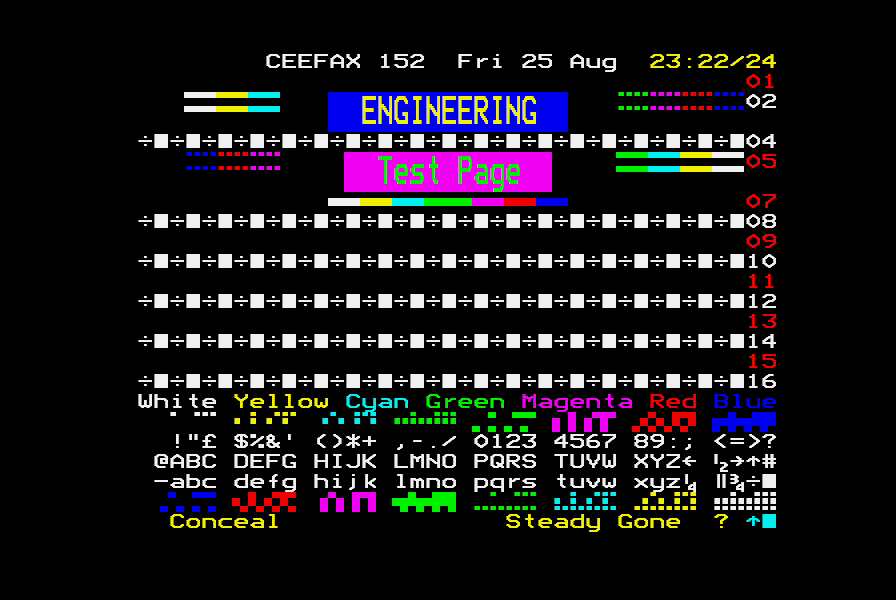 CEEFAX 152 Fri 25 Aug 23:22/24
01
ENGINEERING 02
÷■÷■÷■÷■÷■÷■÷■÷■÷■÷■÷■÷■÷■÷■÷■÷■÷■÷■÷■04
Test Page 05
07
÷■÷■÷■÷■÷■÷■÷■÷■÷■÷■÷■÷■÷■÷■÷■÷■÷■÷■÷■08
09
÷■÷■÷■÷■÷■÷■÷■÷■÷■÷■÷■÷■÷■÷■÷■÷■÷■÷■÷■10
11
÷■÷■÷■÷■÷■÷■÷■÷■÷■÷■÷■÷■÷■÷■÷■÷■÷■÷■÷■12
13
÷■÷■÷■÷■÷■÷■÷■÷■÷■÷■÷■÷■÷■÷■÷■÷■÷■÷■÷■14
15
÷■÷■÷■÷■÷■÷■÷■÷■÷■÷■÷■÷■÷■÷■÷■÷■÷■÷■÷■16
White Yellow Cyan Green Magenta Red Blue
!"£ $%&' ()*+ ,-./ 0123 4567 89:; <=>?
@ABC DEFG HIJK LMNO PQRS TUVW XYZ← ½→↑#
–abc defg hijk lmno pqrs tuvw xyz¼ ‖¾÷■
Conceal Steady Gone ? ↑■